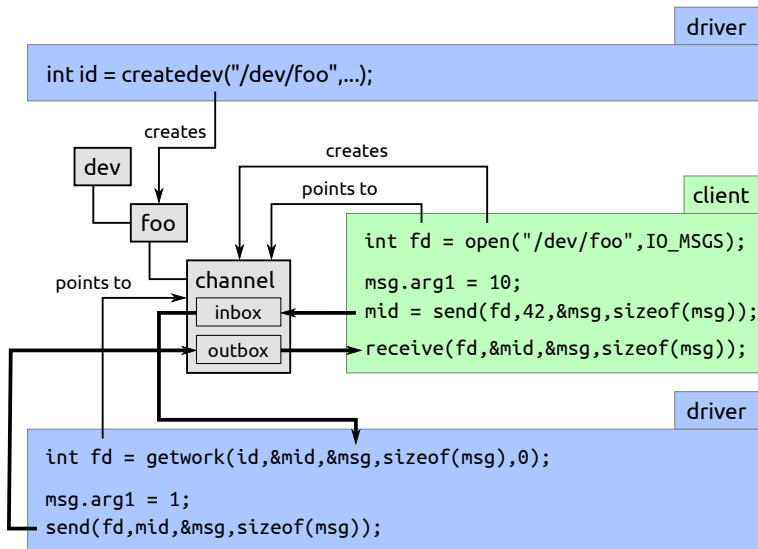 driver
int id = createdev("/dev/foo",...);
creates
dev
foo
creates
points to
client
int fd = open("/dev/foo",IO_MSGS);
msg.arg1 = 10;
mid = send(fd,42,&msg,sizeof(msg));
receive(fd,&mid,&msg,sizeof(msg));
channel
points to
inbox
outbox
driver
int fd = getwork(id,&mid,&msg,sizeof(msg),0);
msg.arg1 = 1;
send(fd,mid,&msg,sizeof(msg));